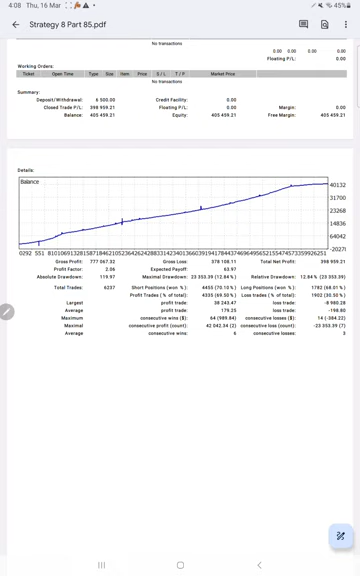 4:08 Thu, 16 Mar 45%
Strategy 8 Part 85.pdf
No transactions
0.00 0.00 0.00 0.00
Floating P/L: 0.00
Working Orders:
Ticket Open Time Type Size Item Price S / L T / P Market Price
No transactions
Summary:
Deposit/Withdrawal: 6 500.00 Credit Facility: 0.00
Closed Trade P/L: 398 959.21 Floating P/L: 0.00 Margin: 0.00
Balance: 405 459.21 Equity: 405 459.21 Free Margin: 405 459.21
Details:
Balance
40132
31700
23268
14836
64042
Gross Profit: 777 067.32 Gross Loss: 378 108.11 Total Net Profit: 398 959.21
Profit Factor: 2.06 Expected Payoff: 63.97
Absolute Drawdown: 119.97 Maximal Drawdown: 23 353.39 (12.84 %) Relative Drawdown: 12.84 % (23 353.39)
Total Trades 6237 Short Positions (won %) 4455 (70.10 %) Long Positions (won %) 1782 (68.01 %)
Profit Trades (% of total) 4335 (69.50 %) Loss trades (% of total) 1902 (30.50 %)
Largest profit trade: 38 243.47 loss trade: -8 980.28
Average profit trade: 179.25 loss trade: -198.80
Maximum consecutive wins ($) 64 (989.84) consecutive losses ($) 14 (-384.22)
Maximal consecutive profit (count) 42 042.34 (2) consecutive loss (count) -23 353.39 (7)
Average consecutive wins: 6 consecutive losses: 3